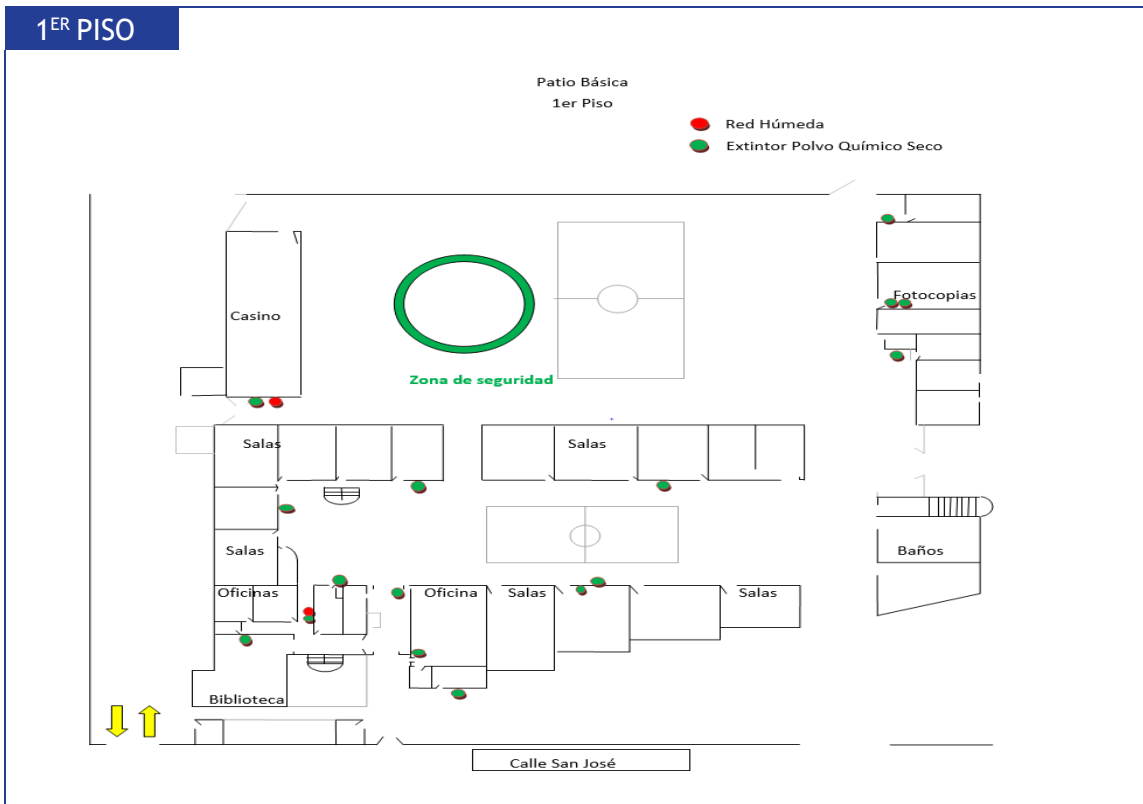 1ER PISO
Patio Básica
1er Piso
Red Húmeda
Extintor Polvo Químico Seco
Fotocopias
Casino
Zona de seguridad
Salas
Salas
Salas
Baños
Oficinas
Oficina
Salas
Salas
Biblioteca
Calle San José